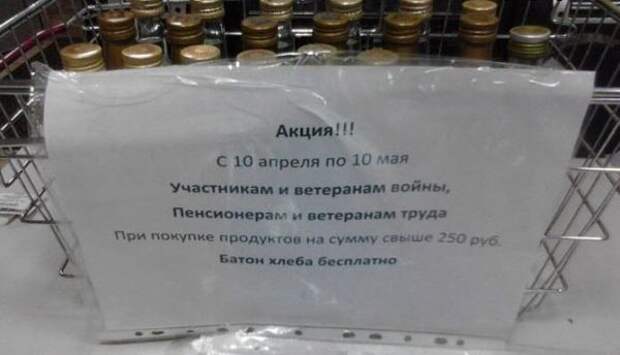 Акция!!!
С 10 апреля по 10 мая
Участникам и ветеранам войны,
Пенсионерам и ветеранам труда
При покупке продуктов на сумму свыше 250 руб.
Батон хлеба бесплатно